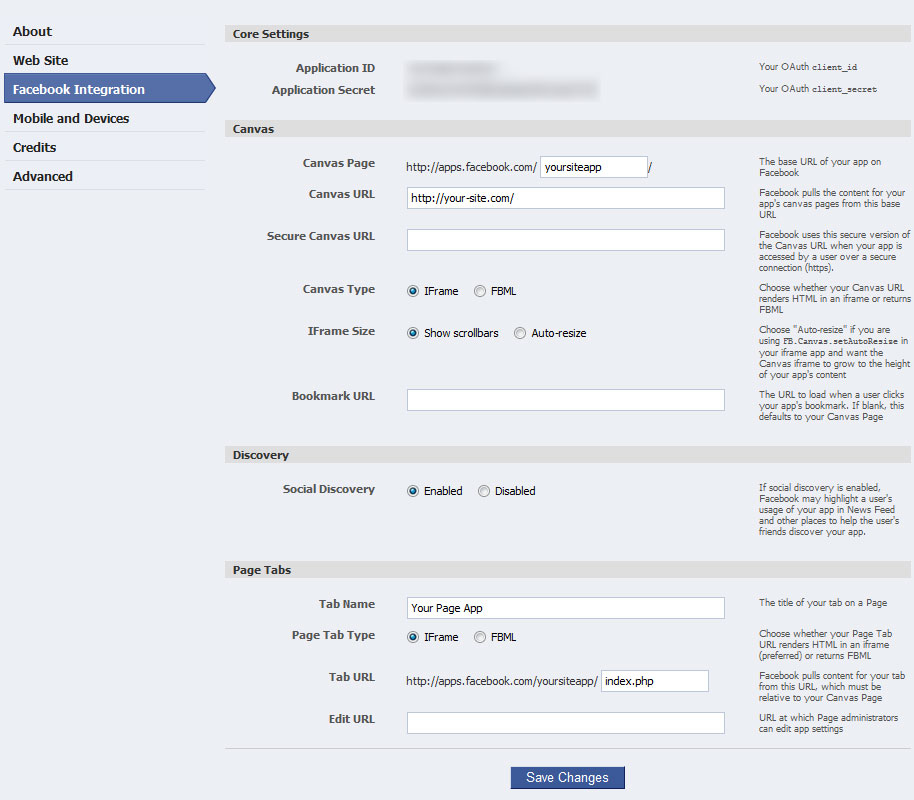 About
Web Site
Facebook Integration
Mobile and Devices
Credits
Advanced
Core Settings
Application ID
Your OAuth client_id
Application Secret
Your OAuth client_secret
Canvas
Canvas Page
http://apps.facebook.com/ yoursiteapp /
The base URL of your app on
Facebook
Canvas URL
http://your-site.com/
Facebook pulls the content for your
app's canvas pages from this base
URL
Secure Canvas URL
Facebook uses this secure version of
the Canvas URL when your app is
accessed by a user over a secure
connection (https).
Canvas Type
IFrame FBML
Choose whether your Canvas URL
renders HTML in an iframe or returns
FBML
IFrame Size
Show scrollbars Auto-resize
Choose "Auto-resize" if you are
using FB.Canvas.setAutoResize in
your iframe app and want the
Canvas iframe to grow to the height
of your app's content
Bookmark URL
The URL to load when a user clicks
your app's bookmark. If blank, this
defaults to your Canvas Page
Discovery
Social Discovery
Enabled Disabled
If social discovery is enabled,
Facebook may highlight a user's
usage of your app in News Feed
and other places to help the user's
friends discover your app.
Page Tabs
Tab Name
Your Page App
The title of your tab on a Page
Page Tab Type
IFrame FBML
Choose whether your Page Tab
URL renders HTML in an iframe
(preferred) or returns FBML
Tab URL
http://apps.facebook.com/yoursiteapp/ index.php
Facebook pulls content for your tab
from this URL, which must be
relative to your Canvas Page
Edit URL
URL at which Page administrators
can edit app settings
Save Changes